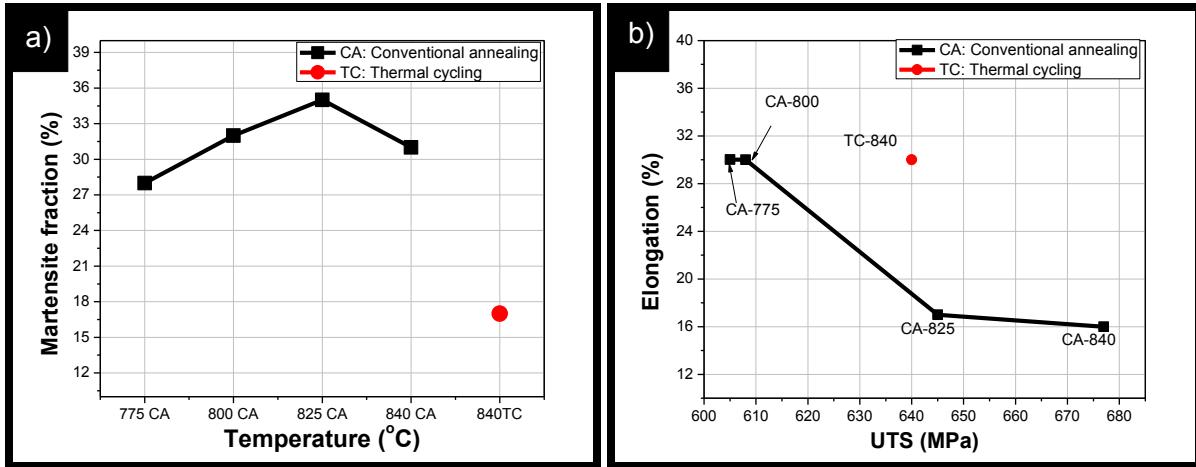 a)
CA: Conventional annealing
TC: Thermal cycling
Martensite fraction (%)
39
36
33
30
27
24
21
18
15
12
775 CA 800 CA 825 CA 840 CA 840TC
Temperature (°C)
b)
CA: Conventional annealing
TC: Thermal cycling
Elongation (%)
40
36
32
28
24
20
16
12
CA-800
TC-840
CA-775
CA-825
CA-840
600 610 620 630 640 650 660 670 680
UTS (MPa)